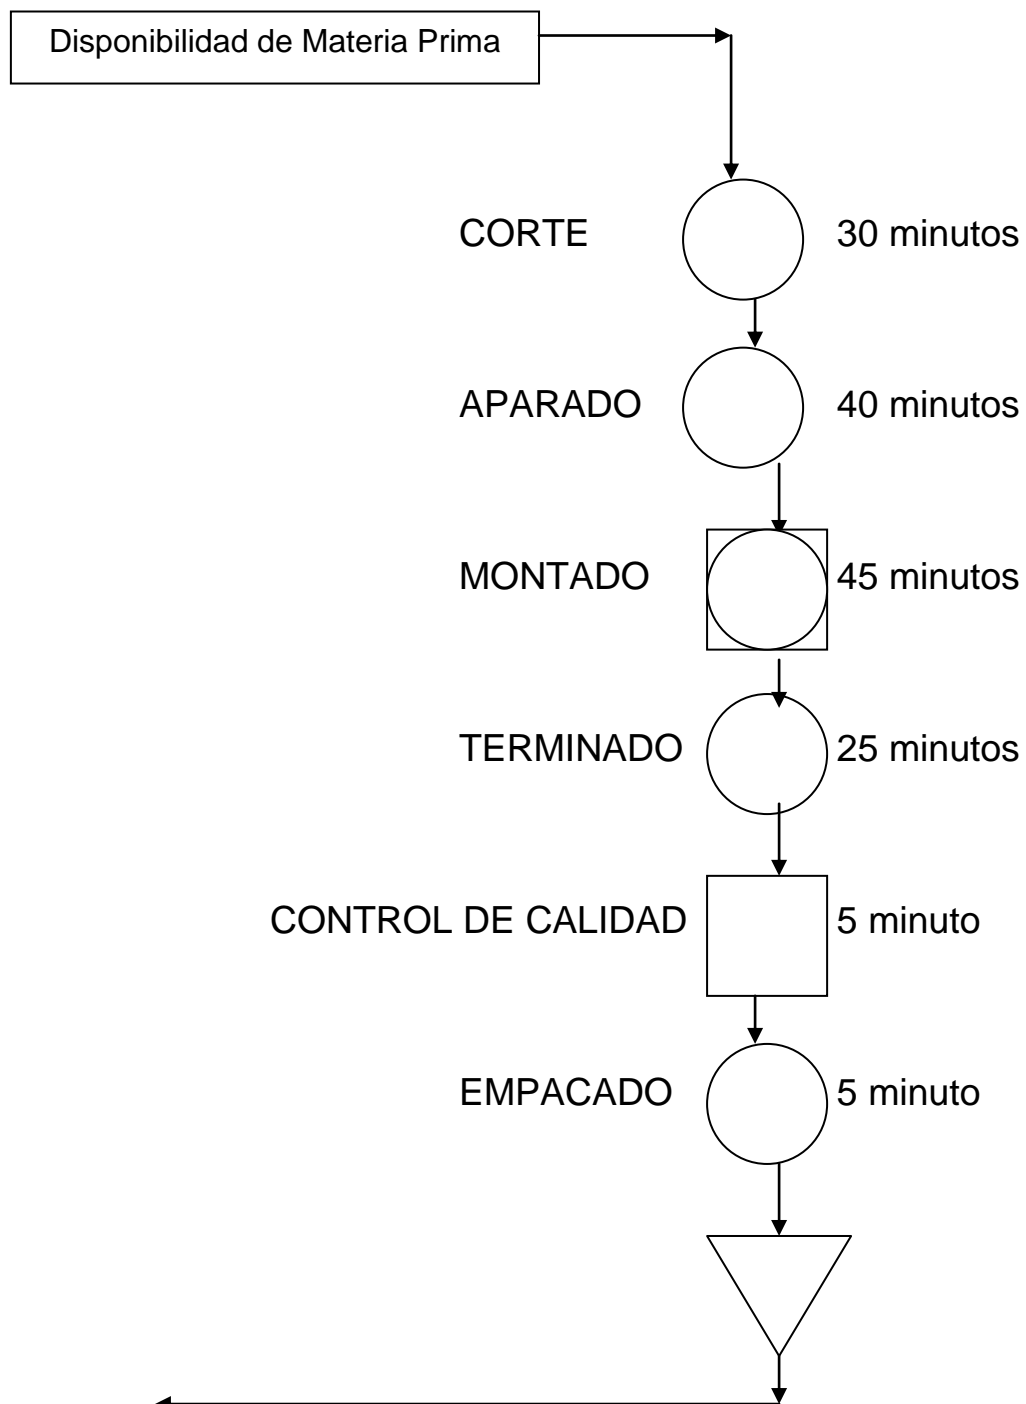 Disponibilidad de Materia Prima
CORTE 30 minutos
APARADO 40 minutos
MONTADO 45 minutos
TERMINADO 25 minutos
CONTROL DE CALIDAD 5 minuto
EMPACADO 5 minuto